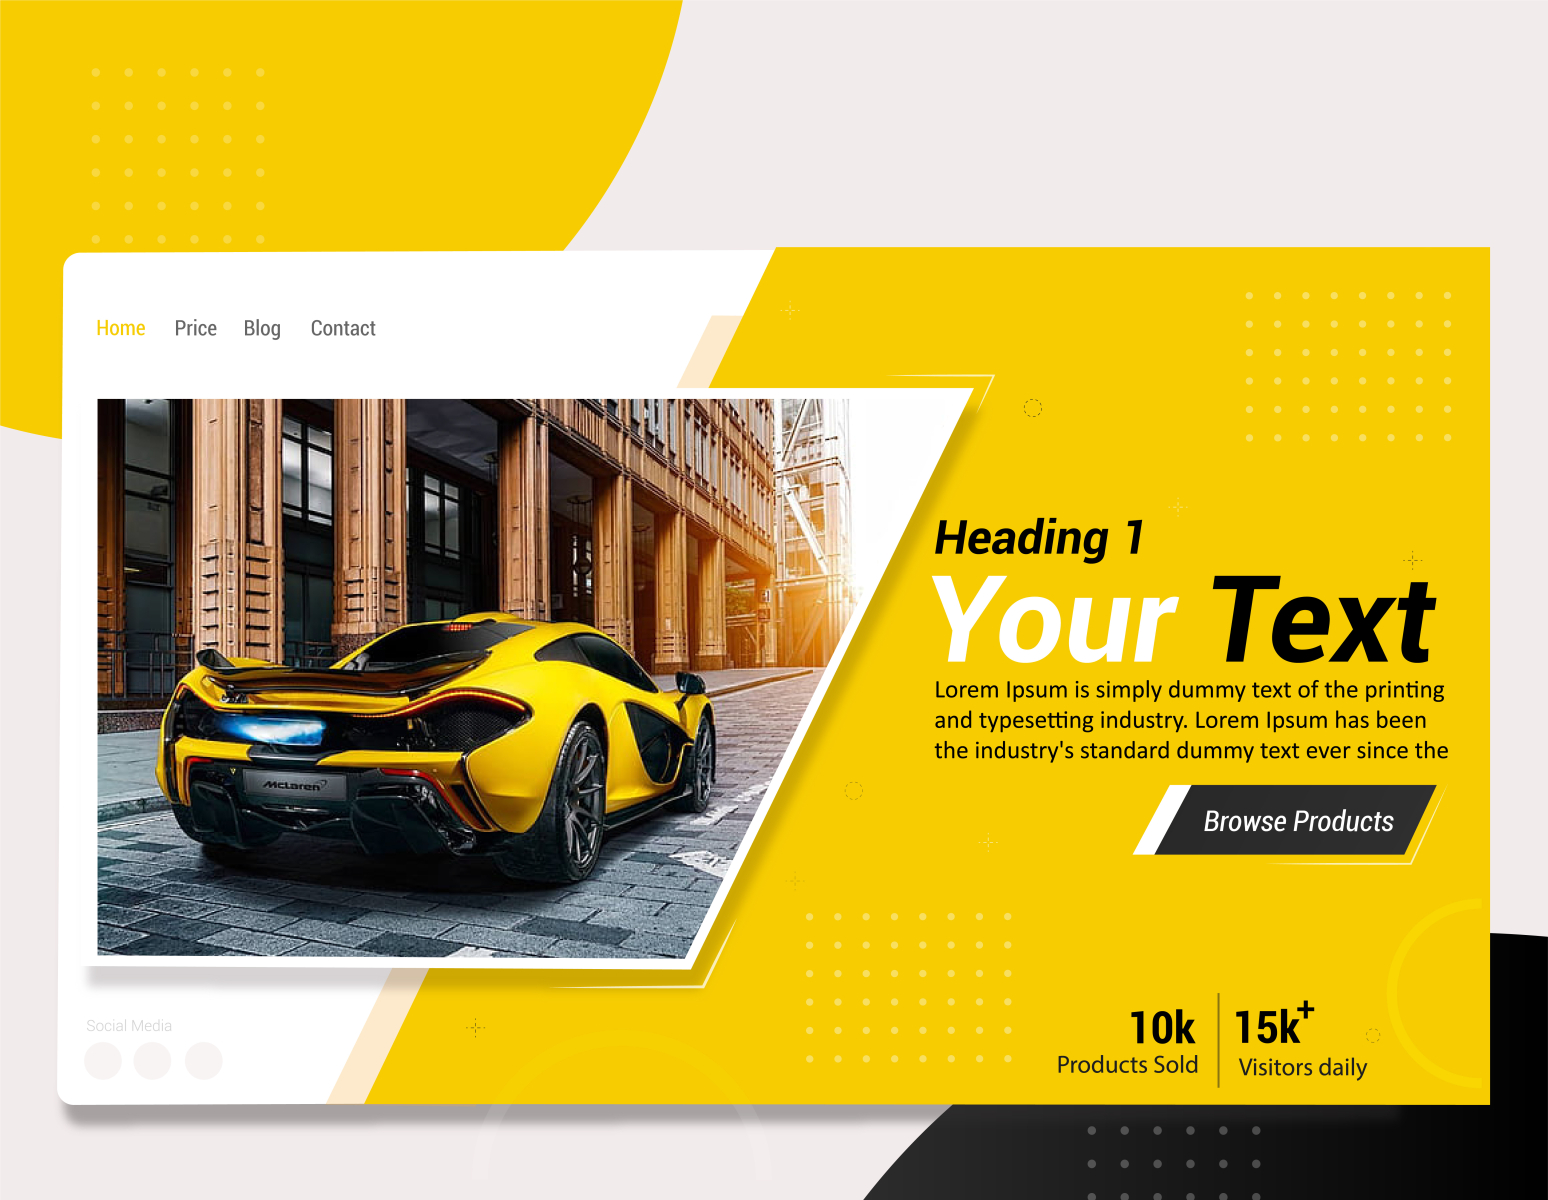 Home Price Blog Contact
McLaren
Heading 1
Your Text
Lorem Ipsum is simply dummy text of the printing
and typesetting industry. Lorem Ipsum has been
the industry's standard dummy text ever since the
Browse Products
10k
Products Sold
15k+
Visitors daily
Social Media